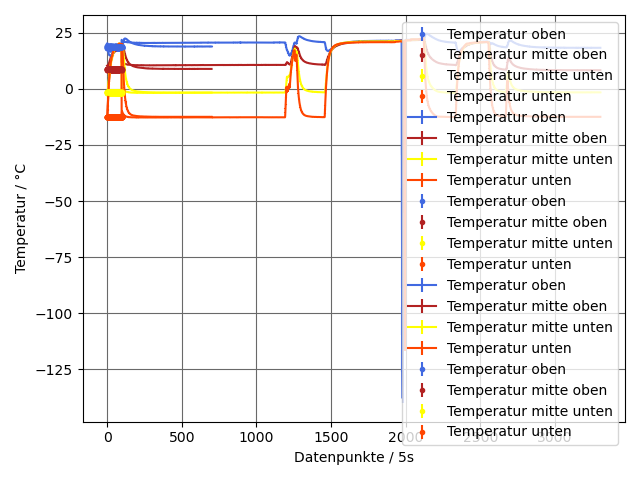 25
0
−25
−50
−75
−100
−125
Temperatur / °C
0
500
1000
1500
2000
2500
3000
Datenpunkte / 5s
Temperatur oben
Temperatur mitte oben
Temperatur mitte unten
Temperatur unten
Temperatur oben
Temperatur mitte oben
Temperatur mitte unten
Temperatur unten
Temperatur oben
Temperatur mitte oben
Temperatur mitte unten
Temperatur unten
Temperatur oben
Temperatur mitte oben
Temperatur mitte unten
Temperatur unten
Temperatur oben
Temperatur mitte oben
Temperatur mitte unten
Temperatur unten